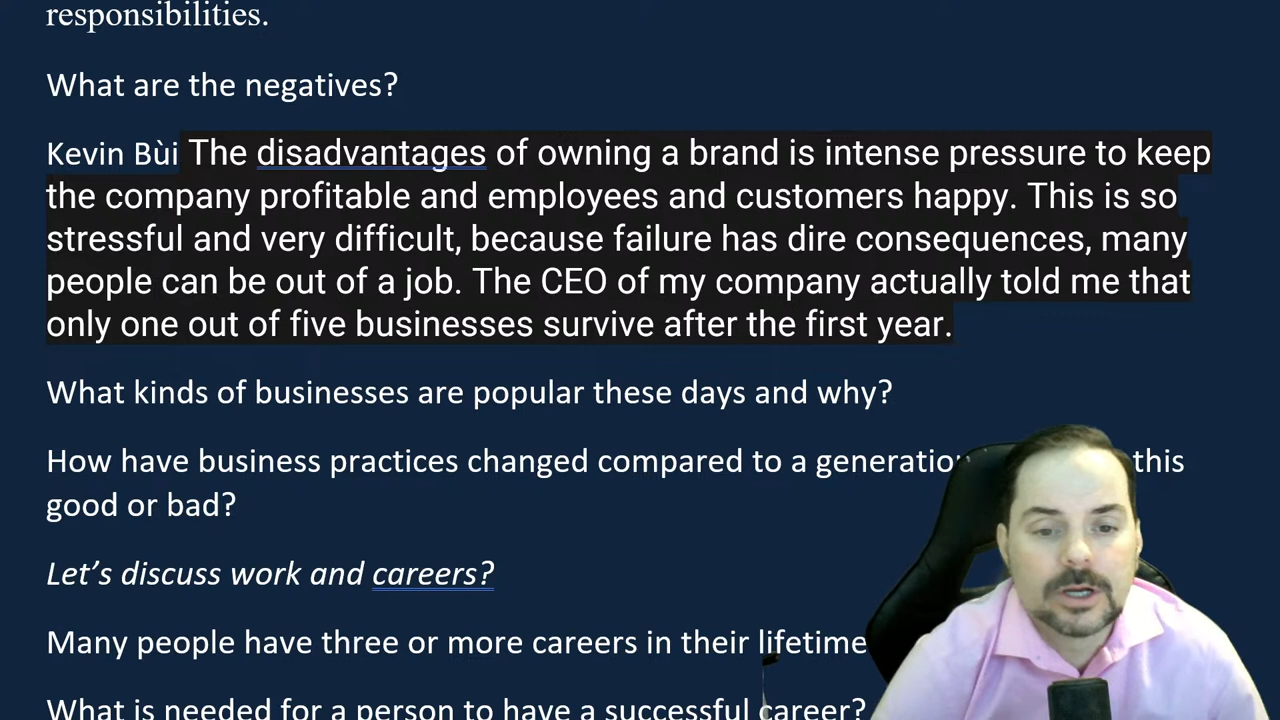 responsibilities.
What are the negatives?
Kevin Bùi The disadvantages of owning a brand is intense pressure to keep
the company profitable and employees and customers happy. This is so
stressful and very difficult, because failure has dire consequences, many
people can be out of a job. The CEO of my company actually told me that
only one out of five businesses survive after the first year.
What kinds of businesses are popular these days and why?
How have business practices changed compared to a this
good or bad?
Let's discuss work and careers?
Many people have three or more careers in their lifetime
What is needed for a person to have a successful career?